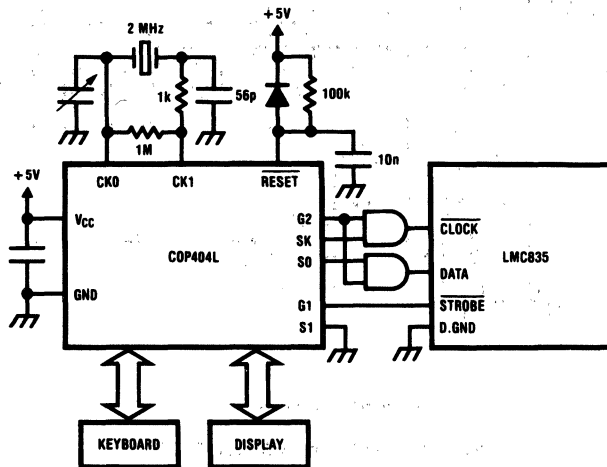 +5V
2 MHz
1k
56p
100k
1M
10n
+5V
CK0
CK1
RESET
VCC
G2
CLOCK
SK
COP404L
LMC835
SO
DATA
GND
G1
STROBE
S1
D.GND
KEYBOARD
DISPLAY